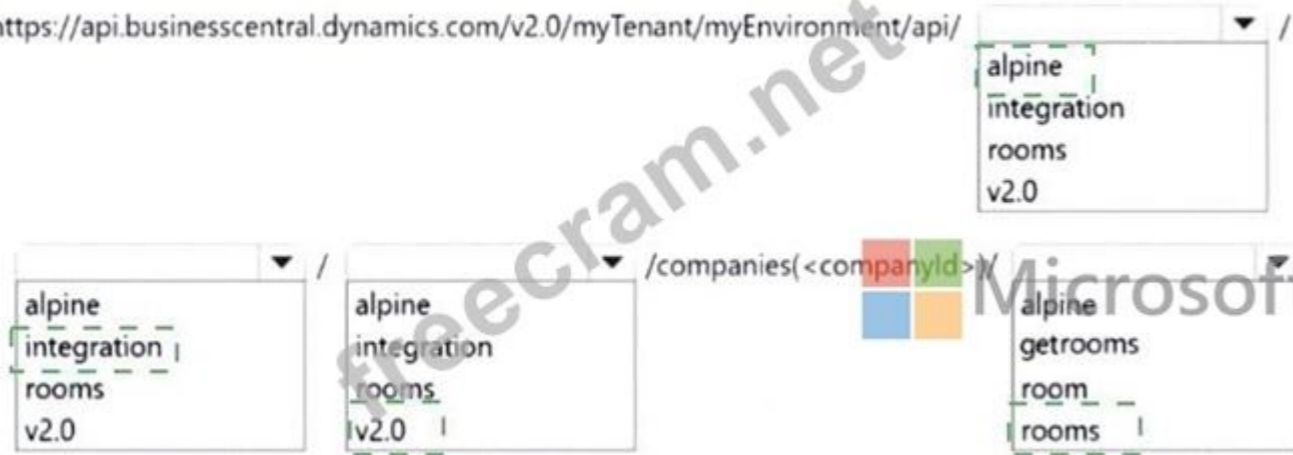 https://api.businesscentral.dynamics.com/v2.0/myTenant/myEnvironment/api/ /
alpine
integration
rooms
v2.0
/ / /companies(<companyId>)/
alpine
integration
rooms
v2.0
alpine
integration
rooms
v2.0
alpine
getrooms
room
rooms
freecram.net
Microsoft